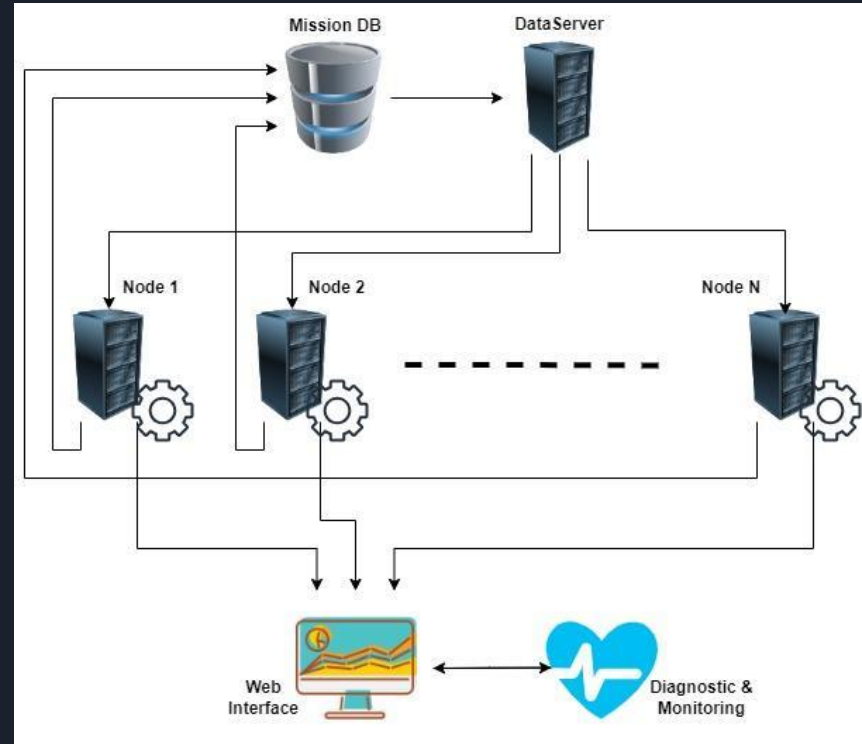 Mission DB
DataServer
Node 1
Node 2
Node N
Web
Interface
Diagnostic &
Monitoring